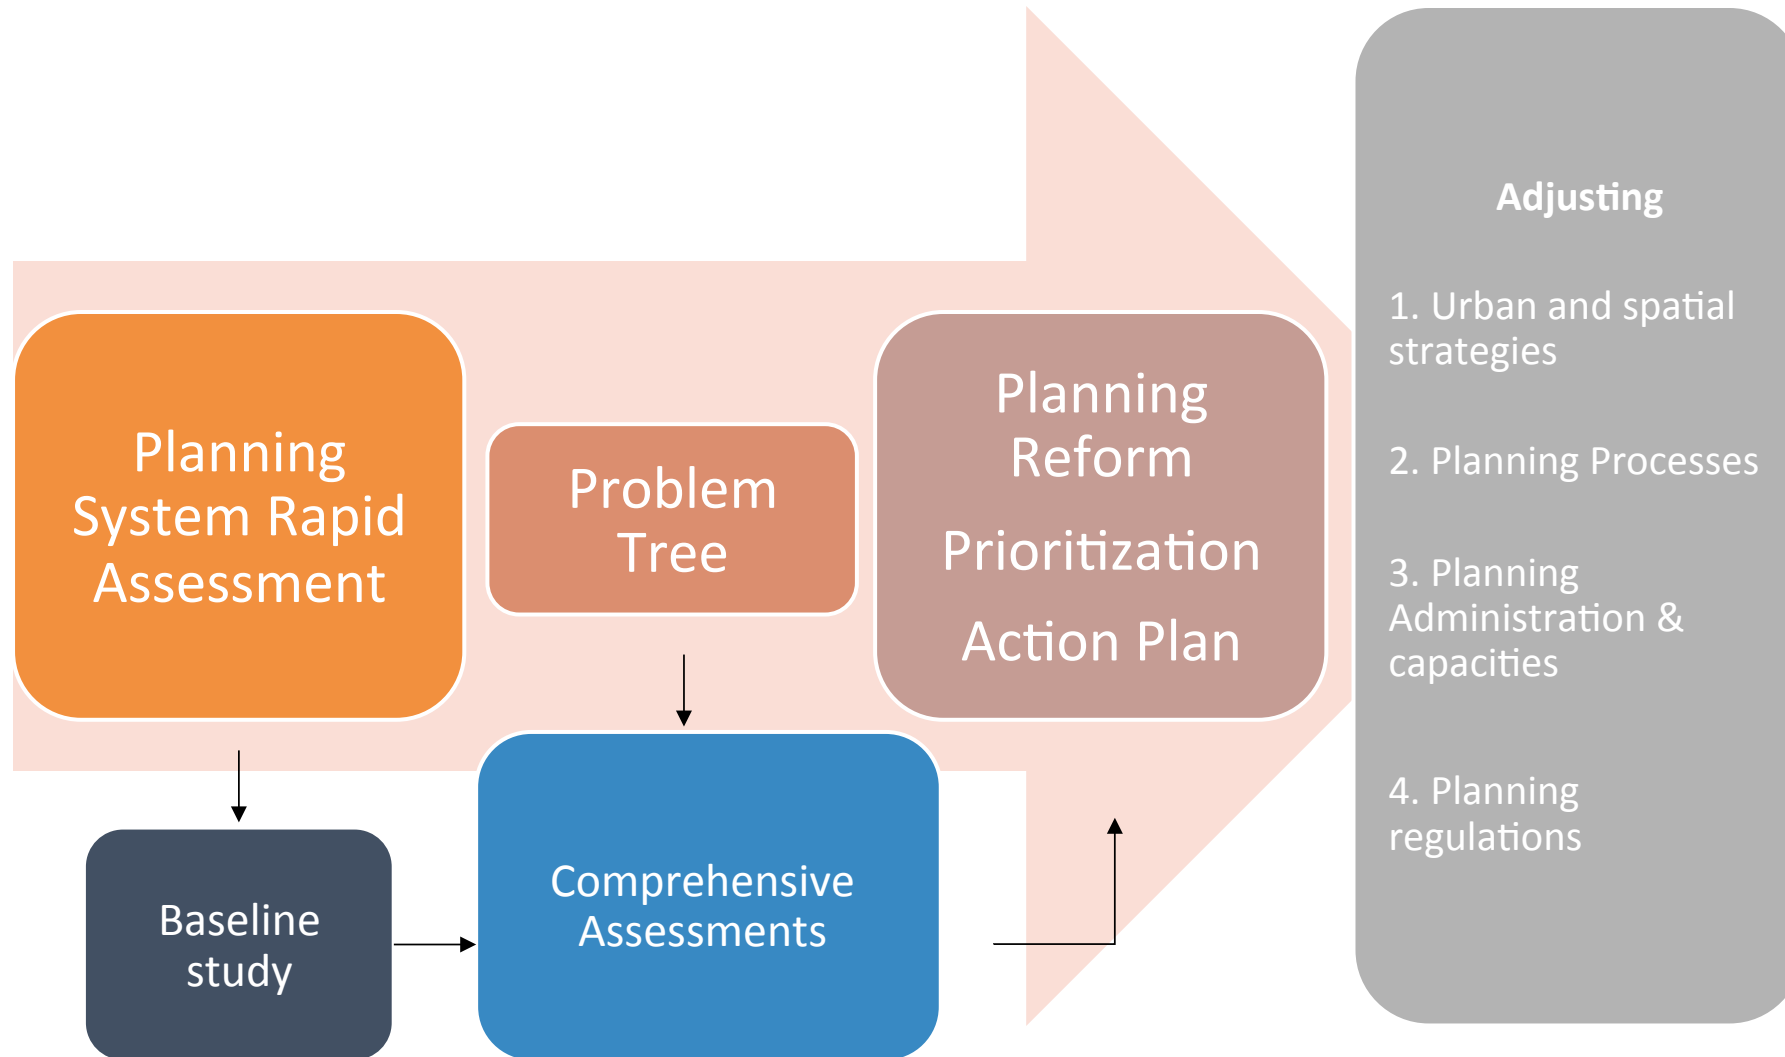 Planning
System Rapid
Assessment
Problem
Tree
Planning
Reform
Prioritization
Action Plan
Baseline
study
Comprehensive
Assessments
Adjusting
1. Urban and spatial
strategies
2. Planning Processes
3. Planning
Administration &
capacities
4. Planning
regulations